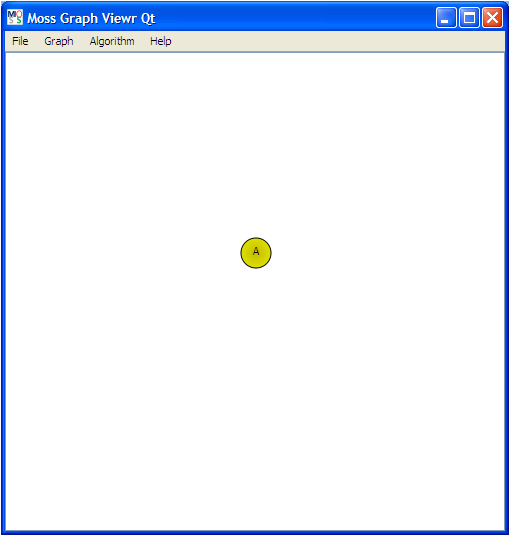 Moss Graph Viewr Qt
File Graph Algorithm Help
A